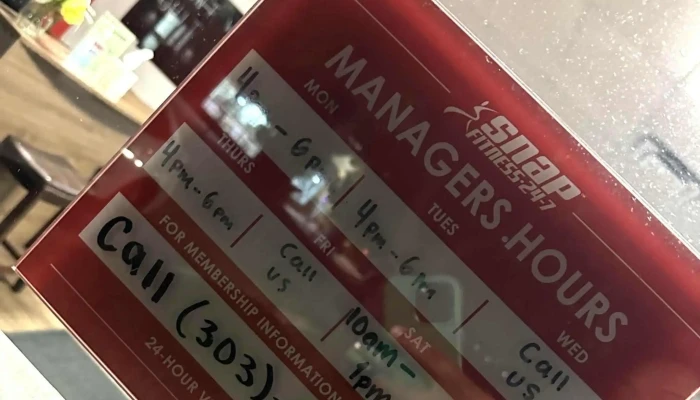 snap
FITNESS 24-7
MANAGERS HOURS
MON TUES WED
4pm - 6pm 4pm - 6pm Call us
THURS FRI SAT
4pm - 6pm Call us 10am - 1pm
FOR MEMBERSHIP INFORMATION
Call (303)
24-HOUR